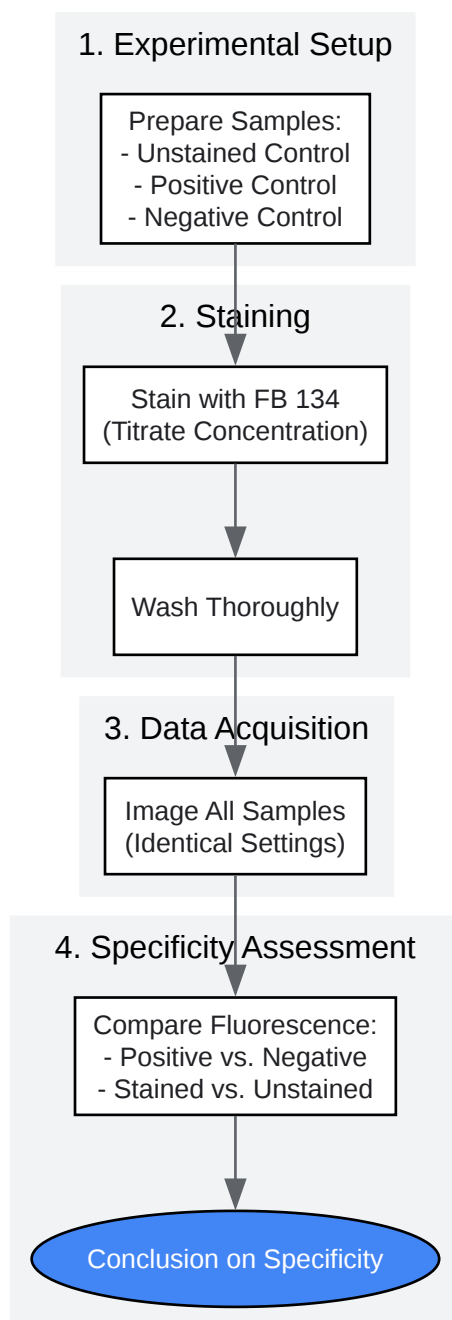 1. Experimental Setup
Prepare Samples:
- Unstained Control
- Positive Control
- Negative Control
2. Staining
Stain with FB 134
(Titrate Concentration)
Wash Thoroughly
3. Data Acquisition
Image All Samples
(Identical Settings)
4. Specificity Assessment
Compare Fluorescence:
- Positive vs. Negative
- Stained vs. Unstained
Conclusion on Specificity